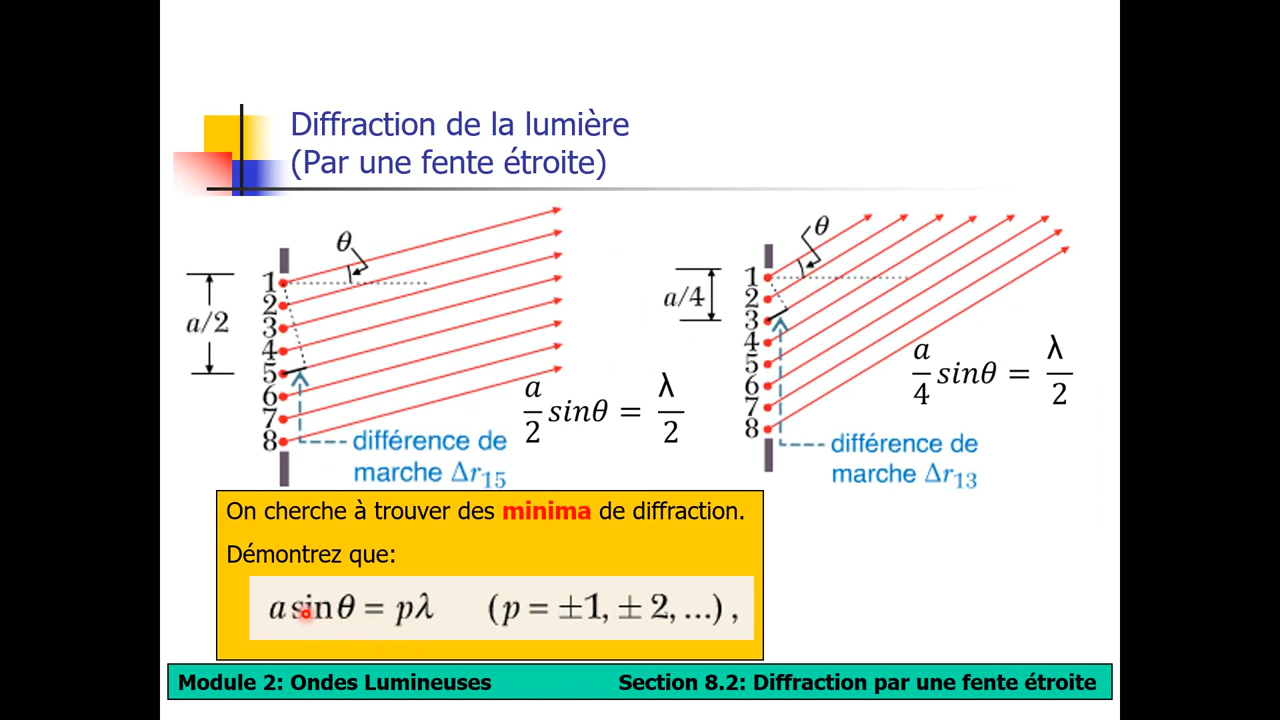 Diffraction de la lumière
(Par une fente étroite)
θ
1
2
3
4
5
6
7
8
a/2
a/2 sinθ = λ/2
différence de
marche Δr₁₅
θ
1
2
3
4
5
6
7
8
a/4
a/4 sinθ = λ/2
différence de
marche Δr₁₃
On cherche à trouver des minima de diffraction.
Démontrez que:
a sin θ = pλ (p = ±1, ± 2, ...) ,
Module 2: Ondes Lumineuses Section 8.2: Diffraction par une fente étroite